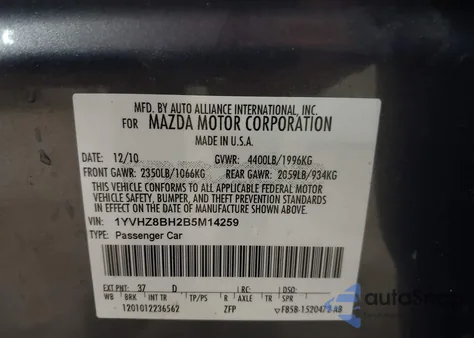 MFD. BY AUTO ALLIANCE INTERNATIONAL, INC.
FOR MAZDA MOTOR CORPORATION
MADE IN U.S.A.
DATE: 12/10 GVWR: 4400LB/1996KG
FRONT GAWR: 2350LB/1066KG REAR GAWR: 2059LB/934KG
THIS VEHICLE CONFORMS TO ALL APPLICABLE FEDERAL MOTOR
VEHICLE SAFETY, BUMPER, AND THEFT PREVENTION STANDARDS
IN EFFECT ON THE DATE OF MANUFACTURE SHOWN ABOVE.
VIN: 1YVHZ8BH2B5M14259
TYPE: Passenger Car
EXT PNT: 37 D RC: DSO:
WB BRK INT TR TP/PS R AXLE TR SPR
1201012236562 ZFP